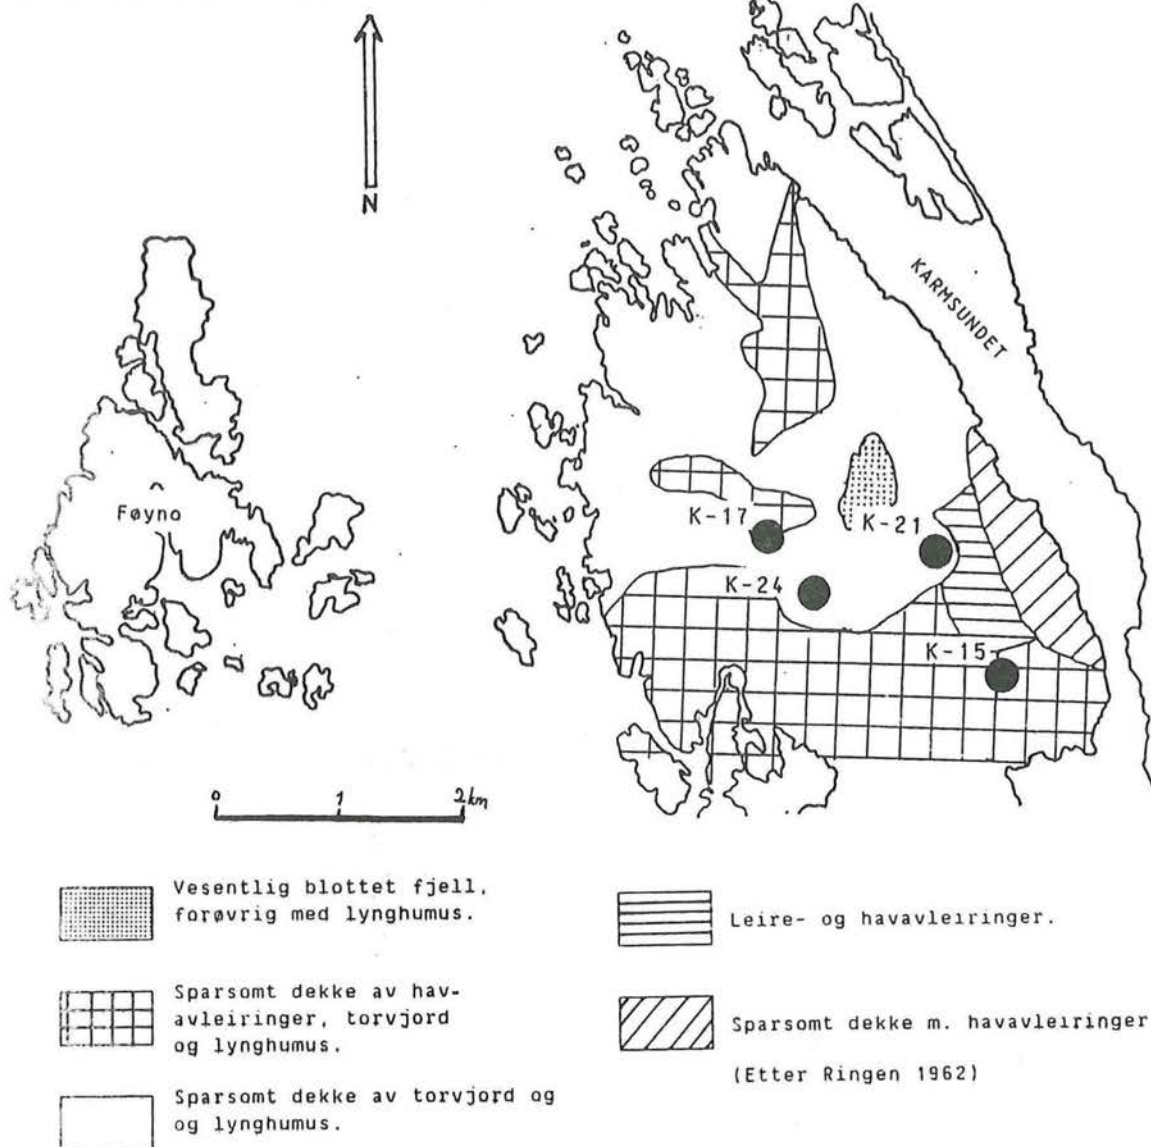 N
KARMSUNDET
Føyno
K-17
K-21
K-24
K-15
0 1 2 km
Vesentlig blottet fjell,
forøvrig med lynghumus.
Sparsomt dekke av hav-
avleiringer, torvjord
og lynghumus.
Sparsomt dekke av torvjord og
og lynghumus.
Leire- og havavleiringer.
Sparsomt dekke m. havavleiringer
(Etter Ringen 1962)